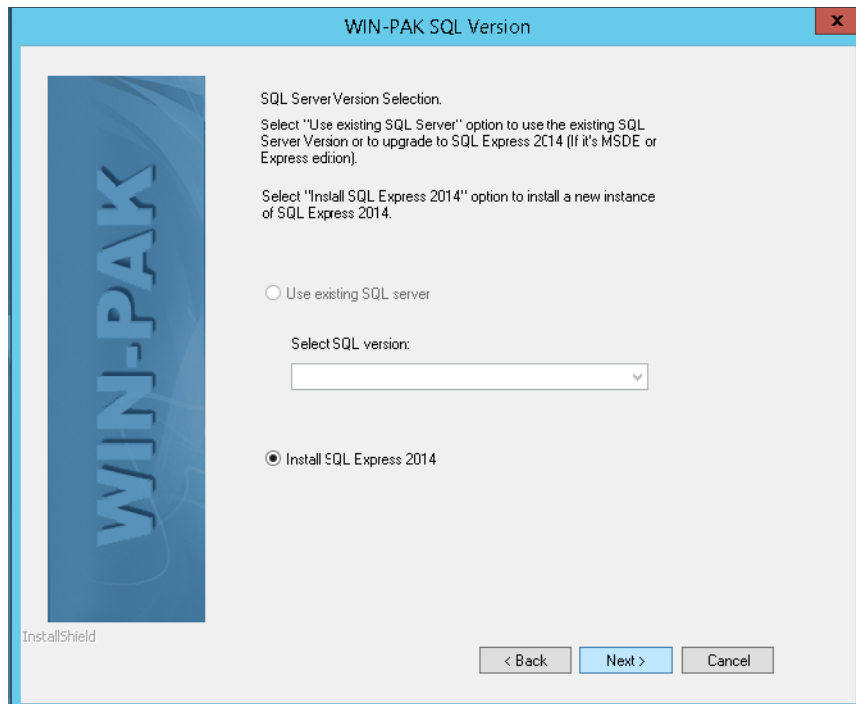 WIN-PAK SQL Version
x
WIN-PAK
SQL Server Version Selection.
Select "Use existing SQL Server" option to use the existing SQL
Server Version or to upgrade to SQL Express 2014 (If it's MSDE or
Express edition).
Select "Install SQL Express 2014" option to install a new instance
of SQL Express 2014.
Use existing SQL server
Select SQL version:
Install SQL Express 2014
InstallShield
< Back
Next >
Cancel